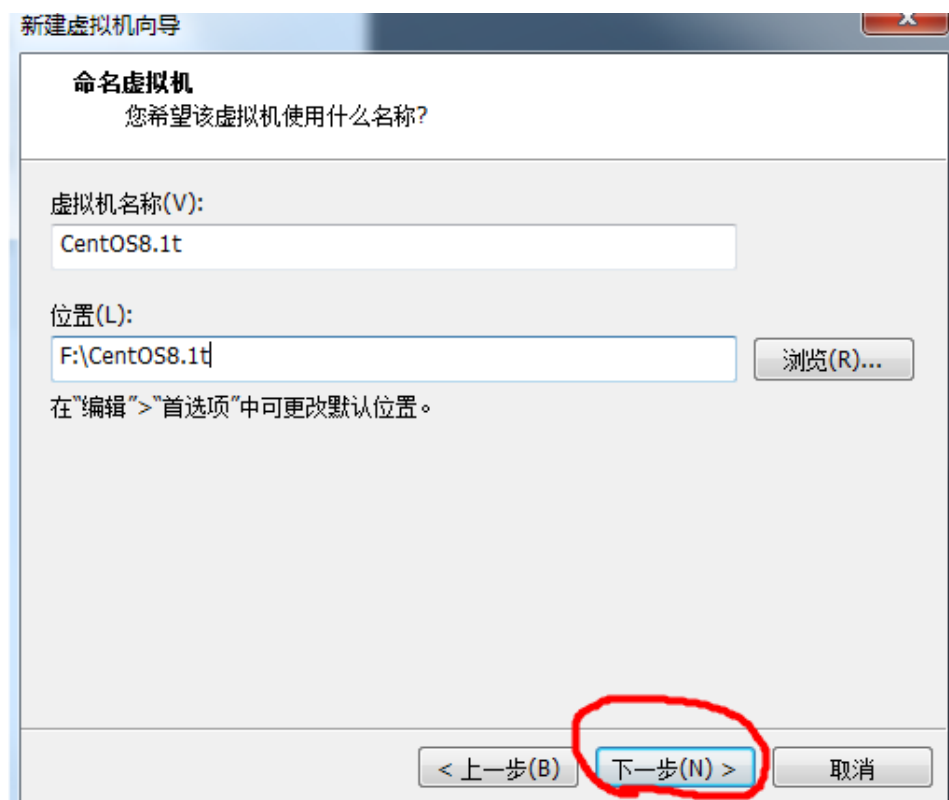 新建虚拟机向导
命名虚拟机
您希望该虚拟机使用什么名称?
虚拟机名称(V):
CentOS8.1t
位置(L):
F:\CentOS8.1t
浏览(R)...
在"编辑">"首选项"中可更改默认位置。
< 上一步(B)
下一步(N) >
取消